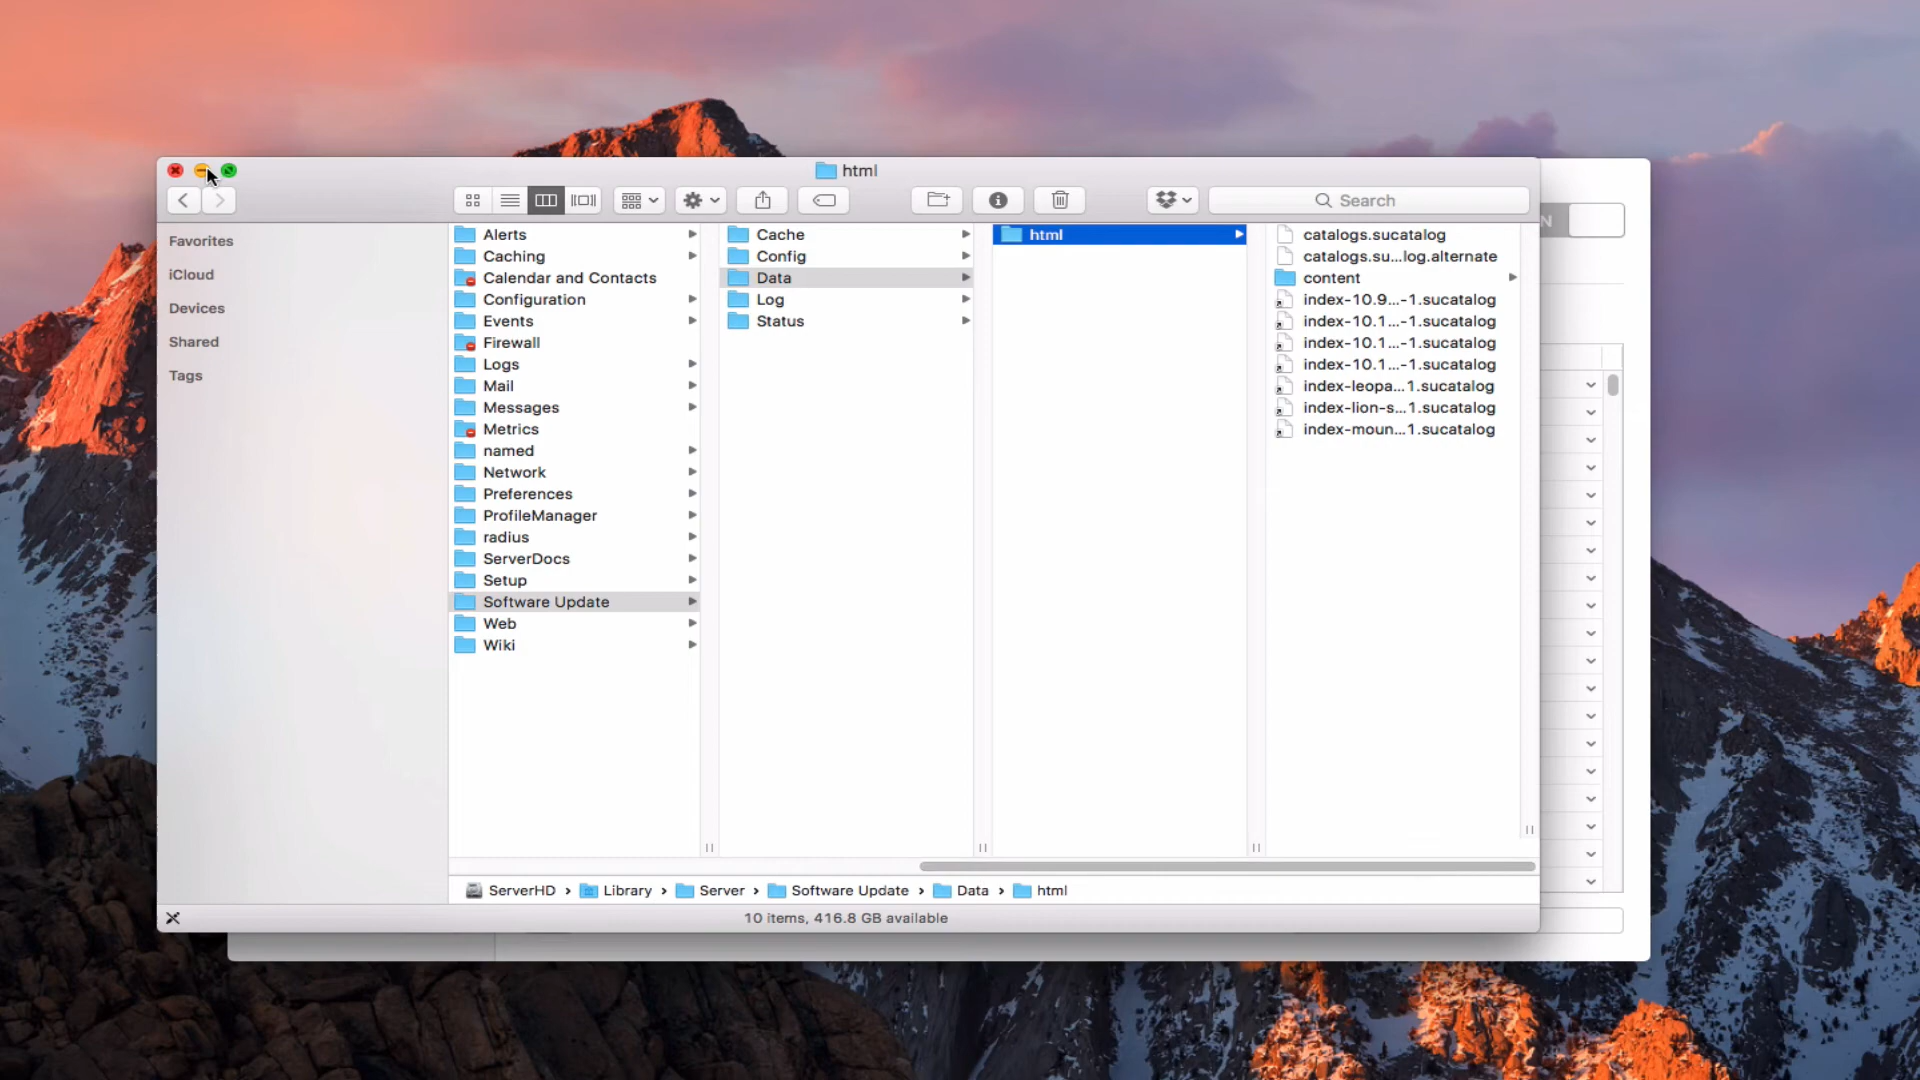 html
Search
N
Favorites
iCloud
Devices
Shared
Tags
Alerts
Caching
Calendar and Contacts
Configuration
Events
Firewall
Logs
Mail
Messages
Metrics
named
Network
Preferences
ProfileManager
radius
ServerDocs
Setup
Software Update
Web
Wiki
Cache
Config
Data
Log
Status
html
catalogs.sucatalog
catalogs.su...log.alternate
content
index-10.9...-1.sucatalog
index-10.1...-1.sucatalog
index-10.1...-1.sucatalog
index-10.1...-1.sucatalog
index-leopa...1.sucatalog
index-lion-s...1.sucatalog
index-moun...1.sucatalog
ServerHD › Library › Server › Software Update › Data › html
10 items, 416.8 GB available